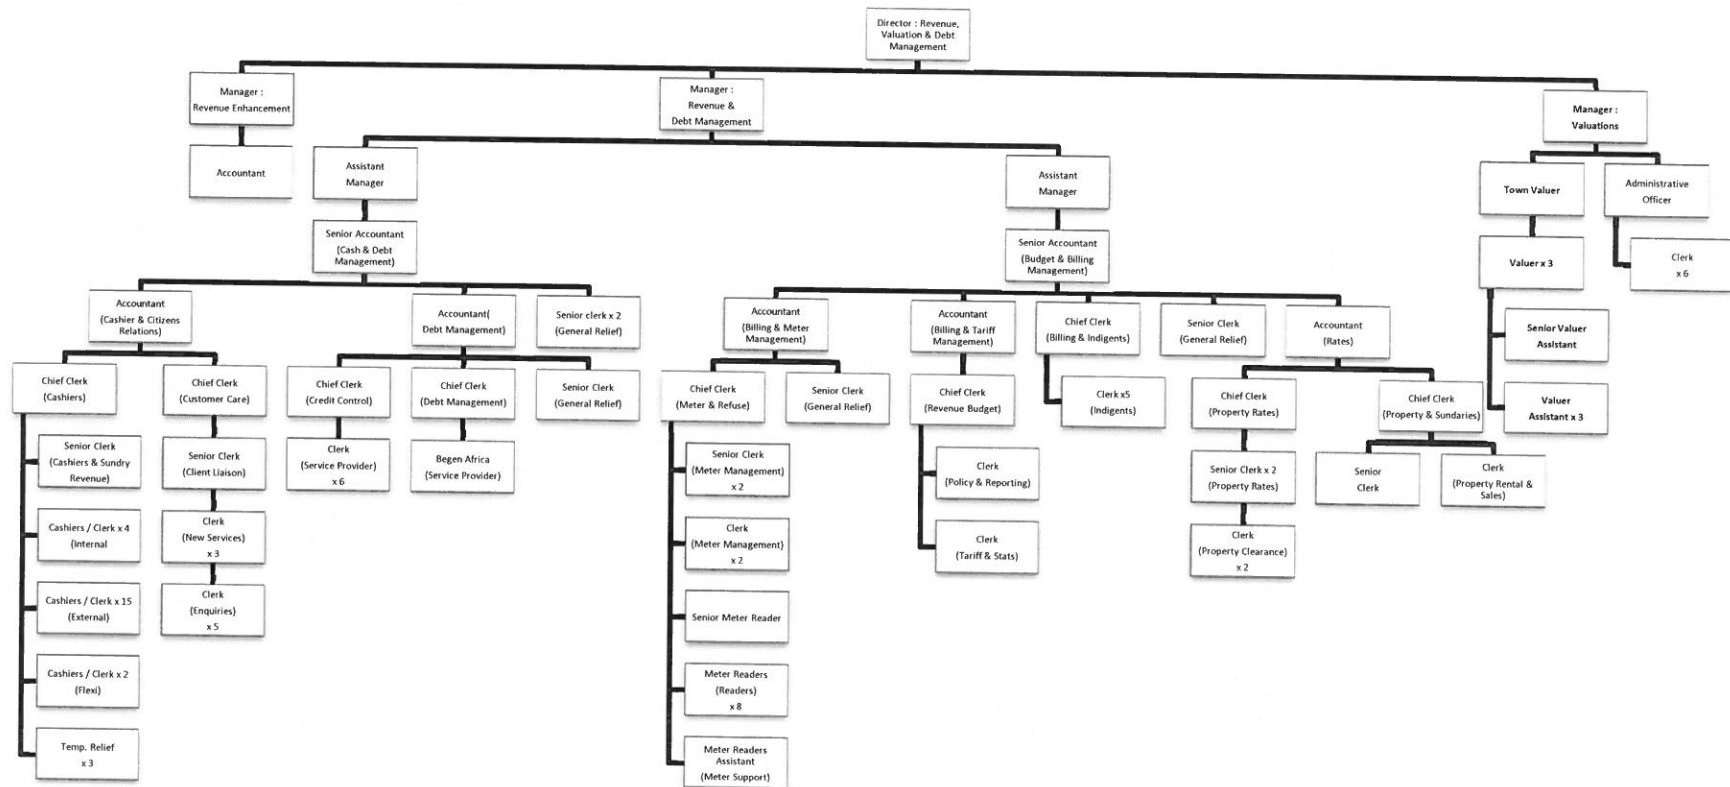 Director : Revenue,
Valuation & Debt
Management
Manager :
Revenue Enhancement
Manager :
Revenue &
Debt Management
Manager :
Valuations
Accountant
Assistant
Manager
Assistant
Manager
Town Valuer
Administrative
Officer
Senior Accountant
(Cash & Debt
Management)
Senior Accountant
(Budget & Billing
Management)
Valuer x 3
Clerk
x 6
Accountant
(Cashier & Citizens
Relations)
Accountant(
Debt Management)
Senior clerk x 2
(General Relief)
Accountant
(Billing & Meter
Management)
Accountant
(Billing & Tariff
Management)
Chief Clerk
(Billing & Indigents)
Senior Clerk
(General Relief)
Accountant
(Rates)
Senior Valuer
Assistant
Chief Clerk
(Cashiers)
Chief Clerk
(Customer Care)
Chief Clerk
(Credit Control)
Chief Clerk
(Debt Management)
Senior Clerk
(General Relief)
Chief Clerk
(Meter & Refuse)
Senior Clerk
(General Relief)
Chief Clerk
(Revenue Budget)
Clerk x5
(Indigents)
Chief Clerk
(Property Rates)
Chief Clerk
(Property & Sundaries)
Valuer
Assistant x 3
Senior Clerk
(Cashiers & Sundry
Revenue)
Senior Clerk
(Client Liaison)
Clerk
(Service Provider)
x 6
Begen Africa
(Service Provider)
Senior Clerk
(Meter Management)
x 2
Clerk
(Policy & Reporting)
Senior Clerk x 2
(Property Rates)
Senior
Clerk
Clerk
(Property Rental &
Sales)
Cashiers / Clerk x 4
(Internal
Clerk
(New Services)
x 3
Clerk
(Meter Management)
x 2
Clerk
(Tariff & Stats)
Clerk
(Property Clearance)
x 2
Cashiers / Clerk x 15
(External)
Clerk
(Enquiries)
x 5
Senior Meter Reader
Cashiers / Clerk x 2
(Flexi)
Meter Readers
(Readers)
x 8
Temp. Relief
x 3
Meter Readers
Assistant
(Meter Support)